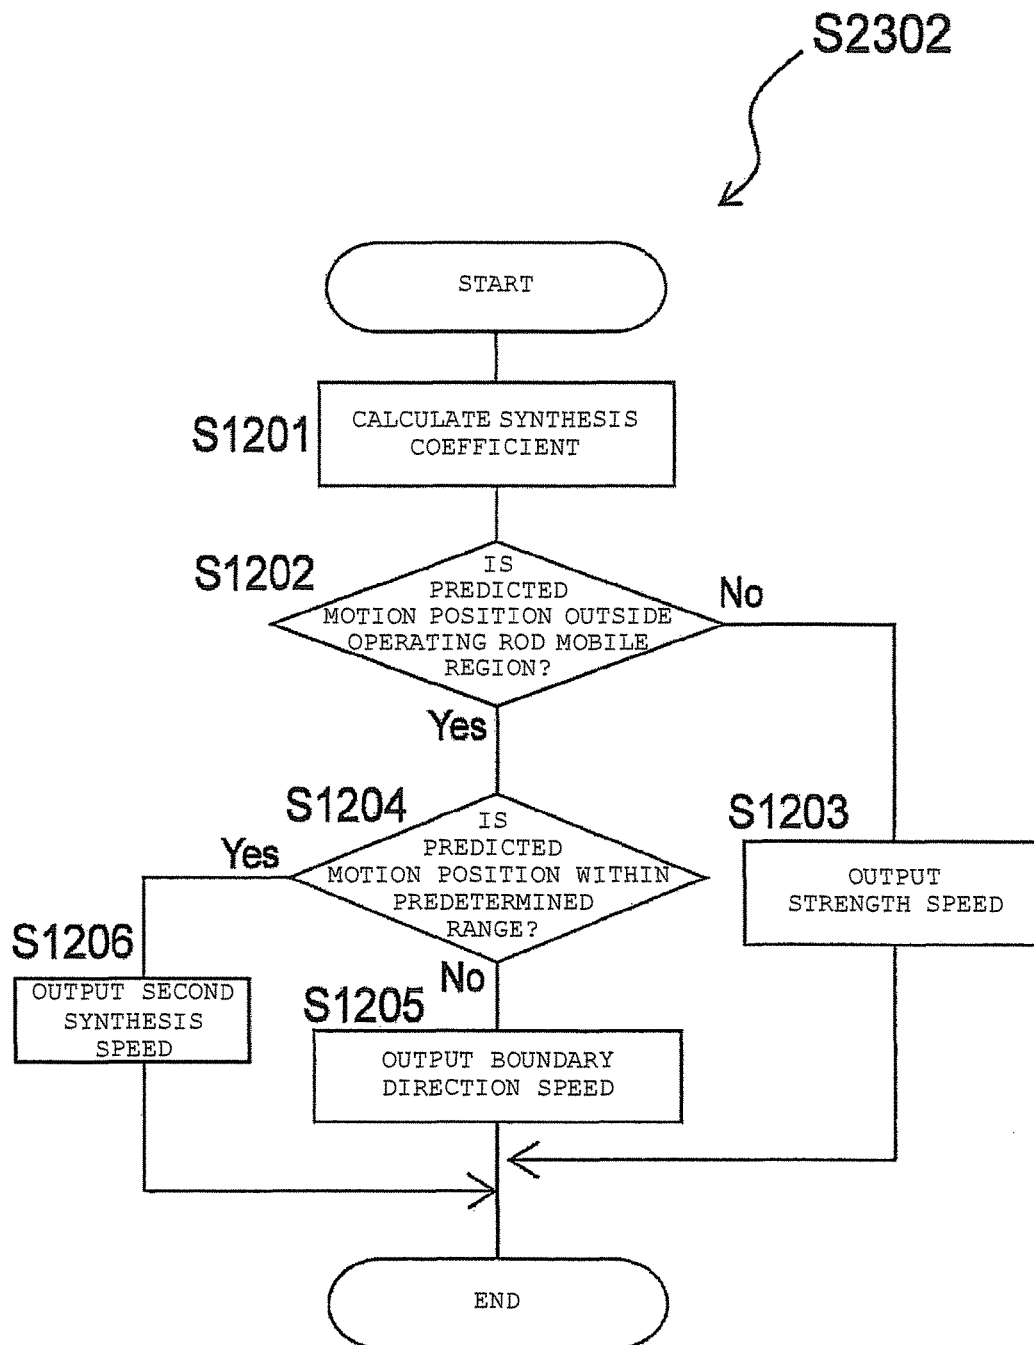 S2302
START
S1201
CALCULATE SYNTHESIS
COEFFICIENT
S1202
IS
PREDICTED
MOTION POSITION OUTSIDE
OPERATING ROD MOBILE
REGION?
No
Yes
S1204
IS
PREDICTED
MOTION POSITION WITHIN
PREDETERMINED
RANGE?
Yes
No
S1203
OUTPUT
STRENGTH SPEED
S1206
OUTPUT SECOND
SYNTHESIS
SPEED
S1205
OUTPUT BOUNDARY
DIRECTION SPEED
END